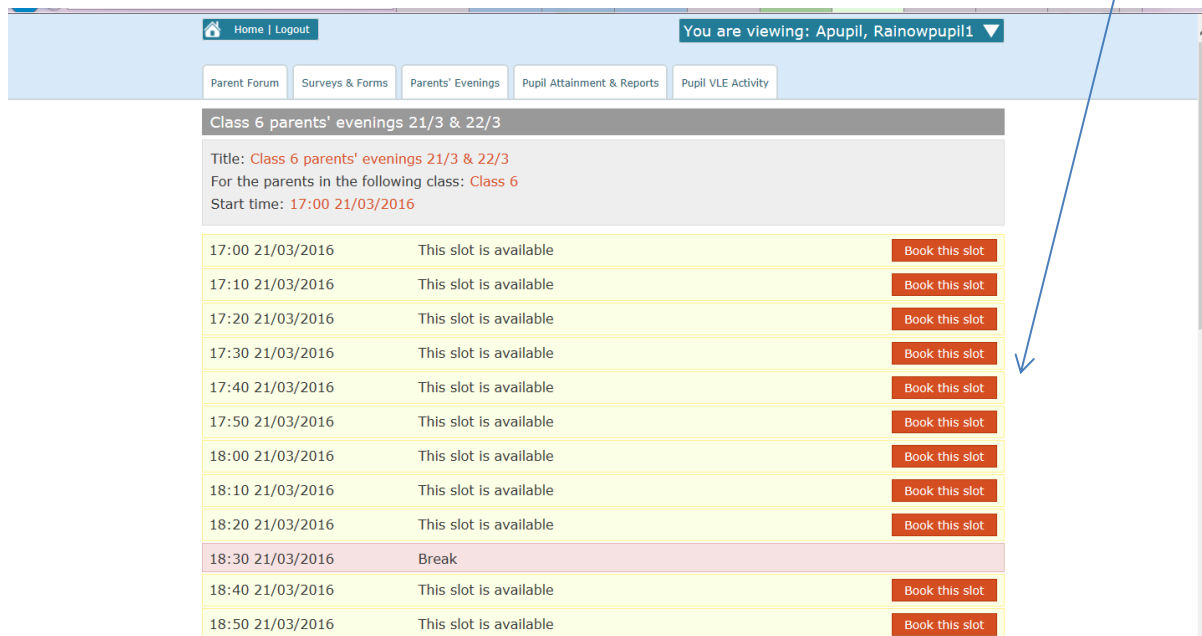 Home | Logout
You are viewing: Apupil, Rainowpupil1
Parent Forum
Surveys & Forms
Parents' Evenings
Pupil Attainment & Reports
Pupil VLE Activity
Class 6 parents' evenings 21/3 & 22/3
Title: Class 6 parents' evenings 21/3 & 22/3
For the parents in the following class: Class 6
Start time: 17:00 21/03/2016
17:00 21/03/2016 This slot is available Book this slot
17:10 21/03/2016 This slot is available Book this slot
17:20 21/03/2016 This slot is available Book this slot
17:30 21/03/2016 This slot is available Book this slot
17:40 21/03/2016 This slot is available Book this slot
17:50 21/03/2016 This slot is available Book this slot
18:00 21/03/2016 This slot is available Book this slot
18:10 21/03/2016 This slot is available Book this slot
18:20 21/03/2016 This slot is available Book this slot
18:30 21/03/2016 Break
18:40 21/03/2016 This slot is available Book this slot
18:50 21/03/2016 This slot is available Book this slot